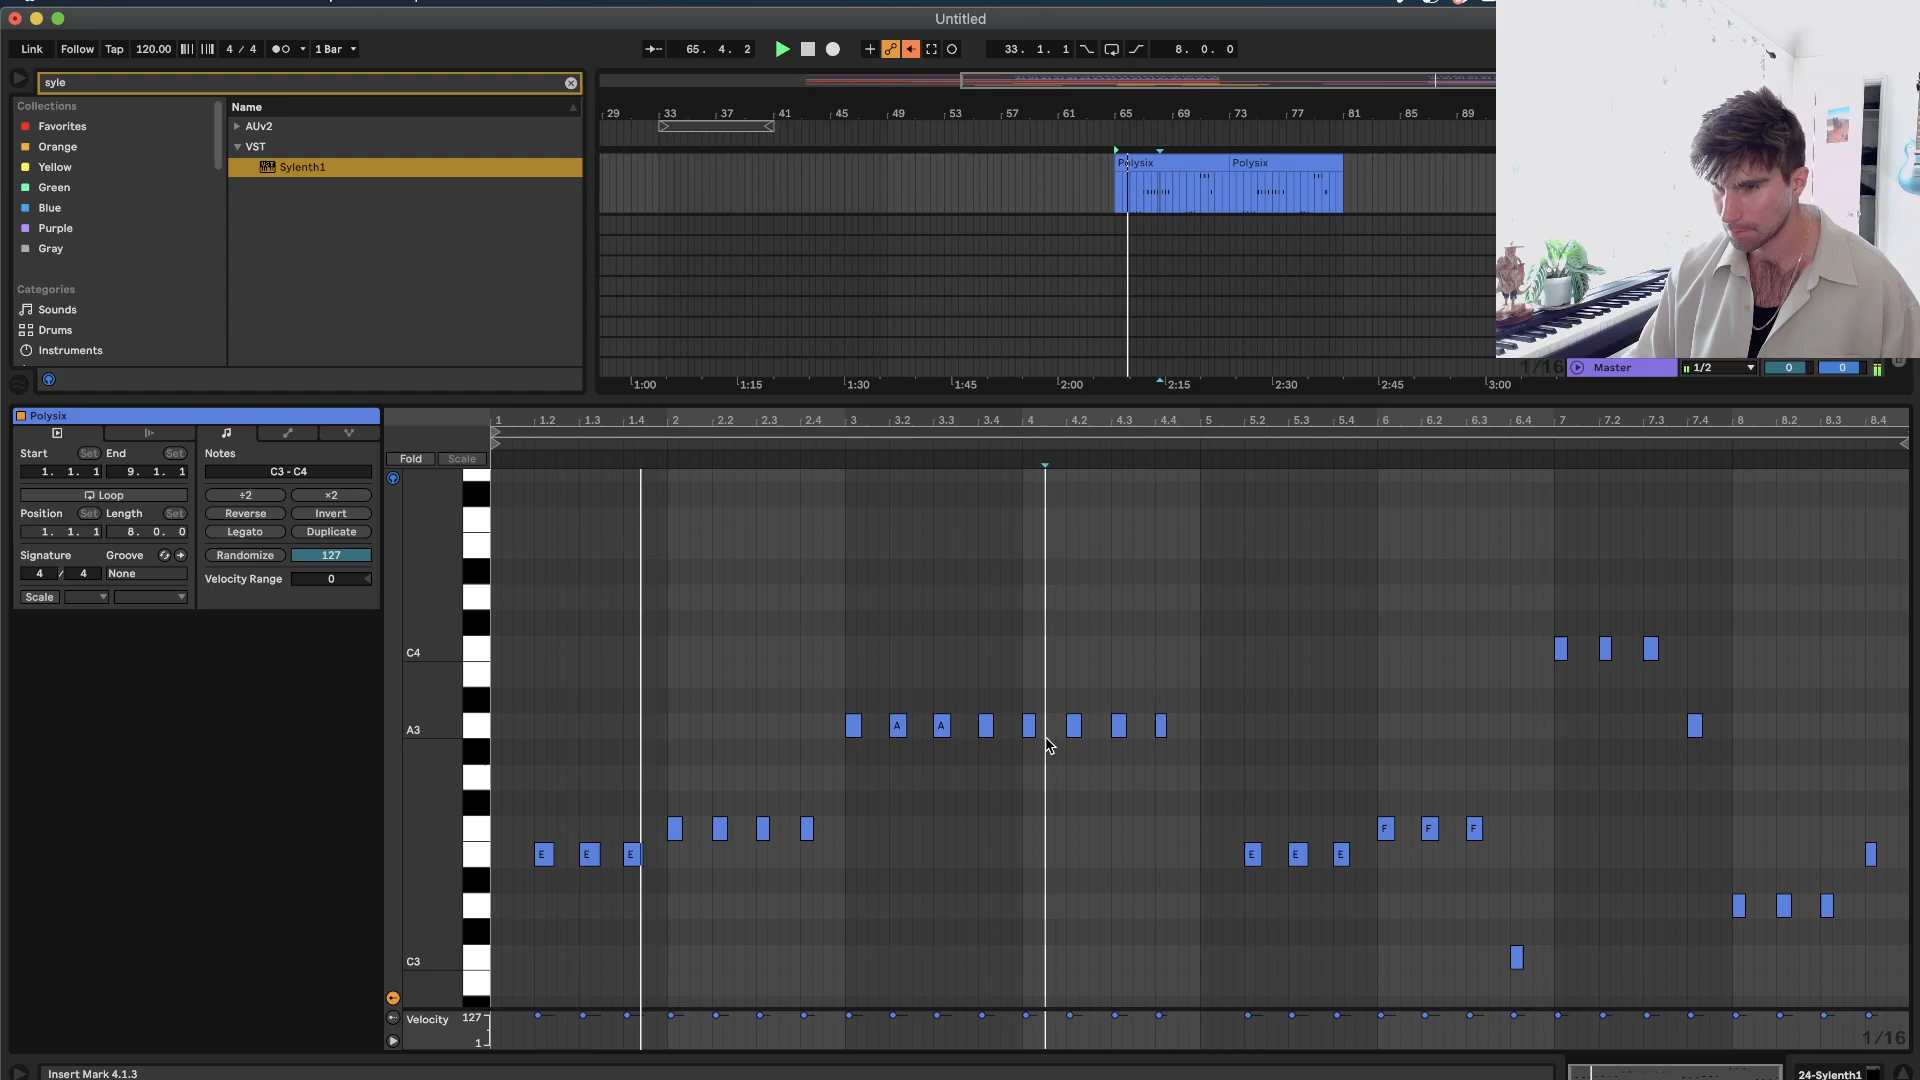 Untitled
Link Follow Tap 120.00 4 / 4 1 Bar 65. 4. 2 33. 1. 1 8. 0. 0
syle
Collections
Favorites
Orange
Yellow
Green
Blue
Purple
Gray
Categories
Sounds
Drums
Instruments
Name
AUv2
VST
Sylenth1
29 33 37 41 45 49 53 57 61 65 69 73 77 81 85 89
Polysix Polysix
1:00 1:15 1:30 1:45 2:00 2:15 2:30 2:45 3:00
1/16 Master 1/2 0 0
Polysix
Start Set End Set
1. 1. 1 9. 1. 1
Loop
Position Set Length Set
1. 1. 1 8. 0. 0
Signature Groove
4 / 4 None
Scale
Notes
C3 - C4
÷2 ×2
Reverse Invert
Legato Duplicate
Randomize 127
Velocity Range 0
Fold Scale
1 1.2 1.3 1.4 2 2.2 2.3 2.4 3 3.2 3.3 3.4 4 4.2 4.3 4.4 5 5.2 5.3 5.4 6 6.2 6.3 6.4 7 7.2 7.3 7.4 8 8.2 8.3 8.4
C4
A3 A A
F F F
E E E E E E
C3
Velocity 127
1
1/16
Insert Mark 4.1.3
24-Sylenth1